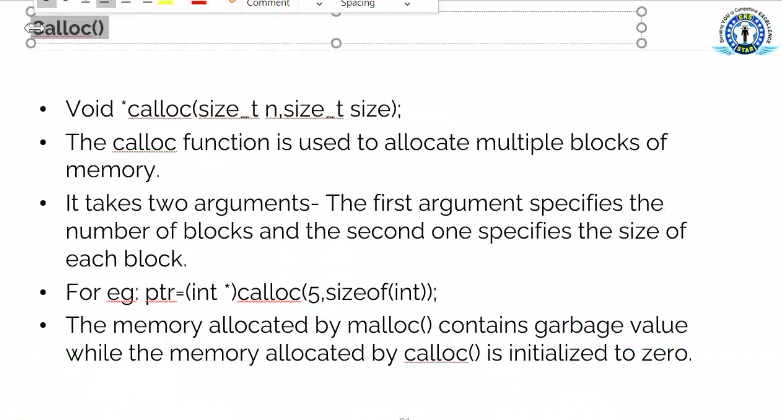 Comment
Spacing
Calloc()
• Void *calloc(size_t n,size_t size);
• The calloc function is used to allocate multiple blocks of
memory.
• It takes two arguments- The first argument specifies the
number of blocks and the second one specifies the size of
each block.
• For eg: ptr=(int *)calloc(5,sizeof(int));
• The memory allocated by malloc() contains garbage value
while the memory allocated by calloc() is initialized to zero.